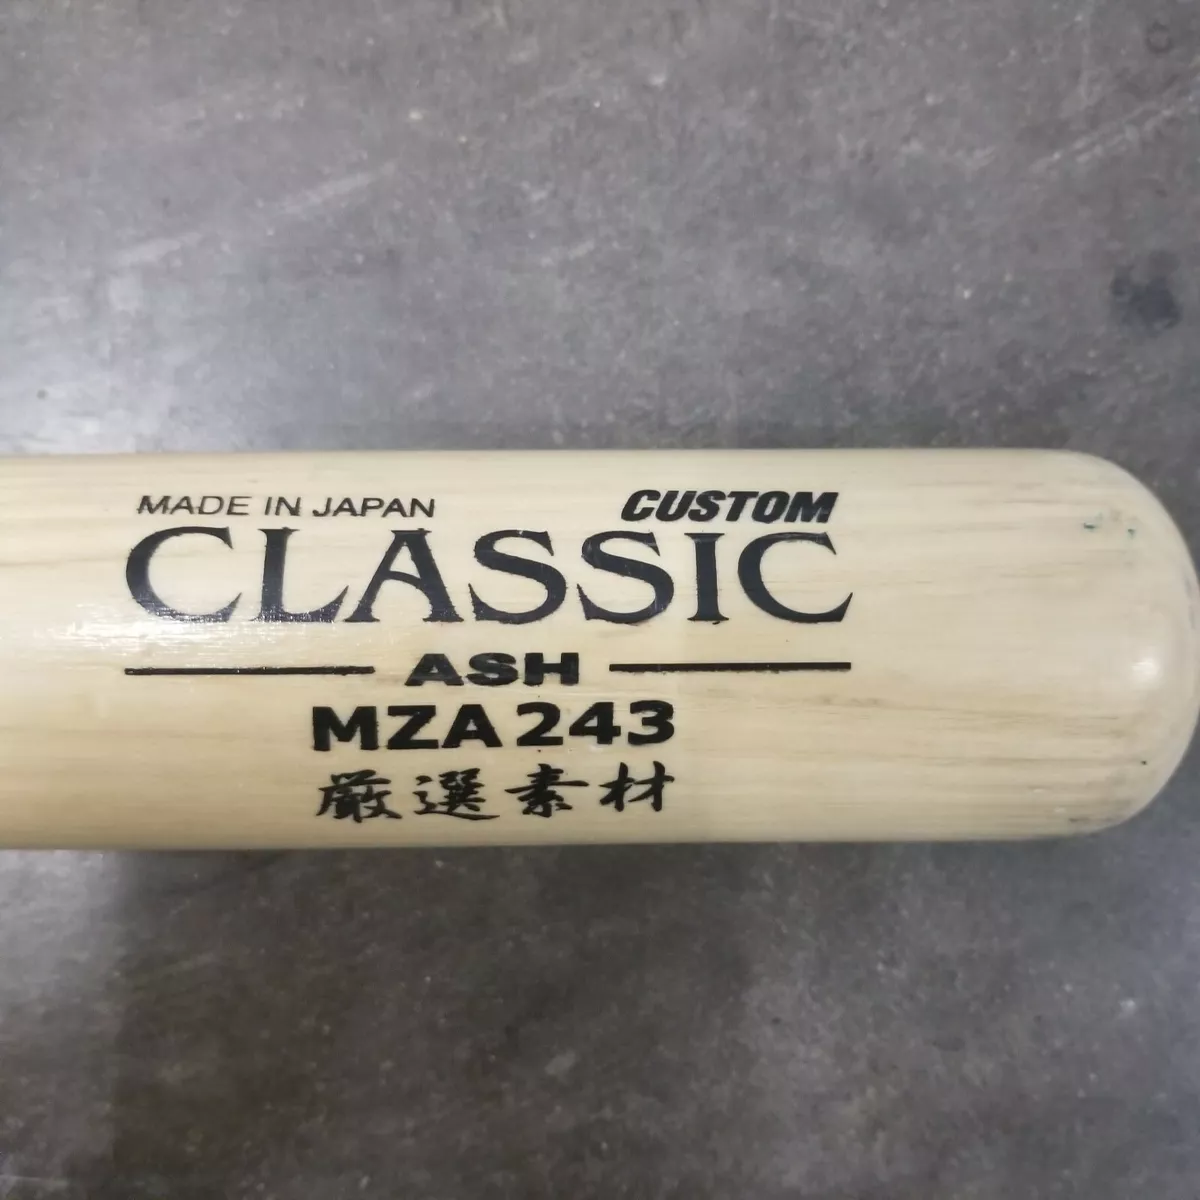 MADE IN JAPAN CUSTOM
CLASSIC
ASH
MZA243
厳選素材